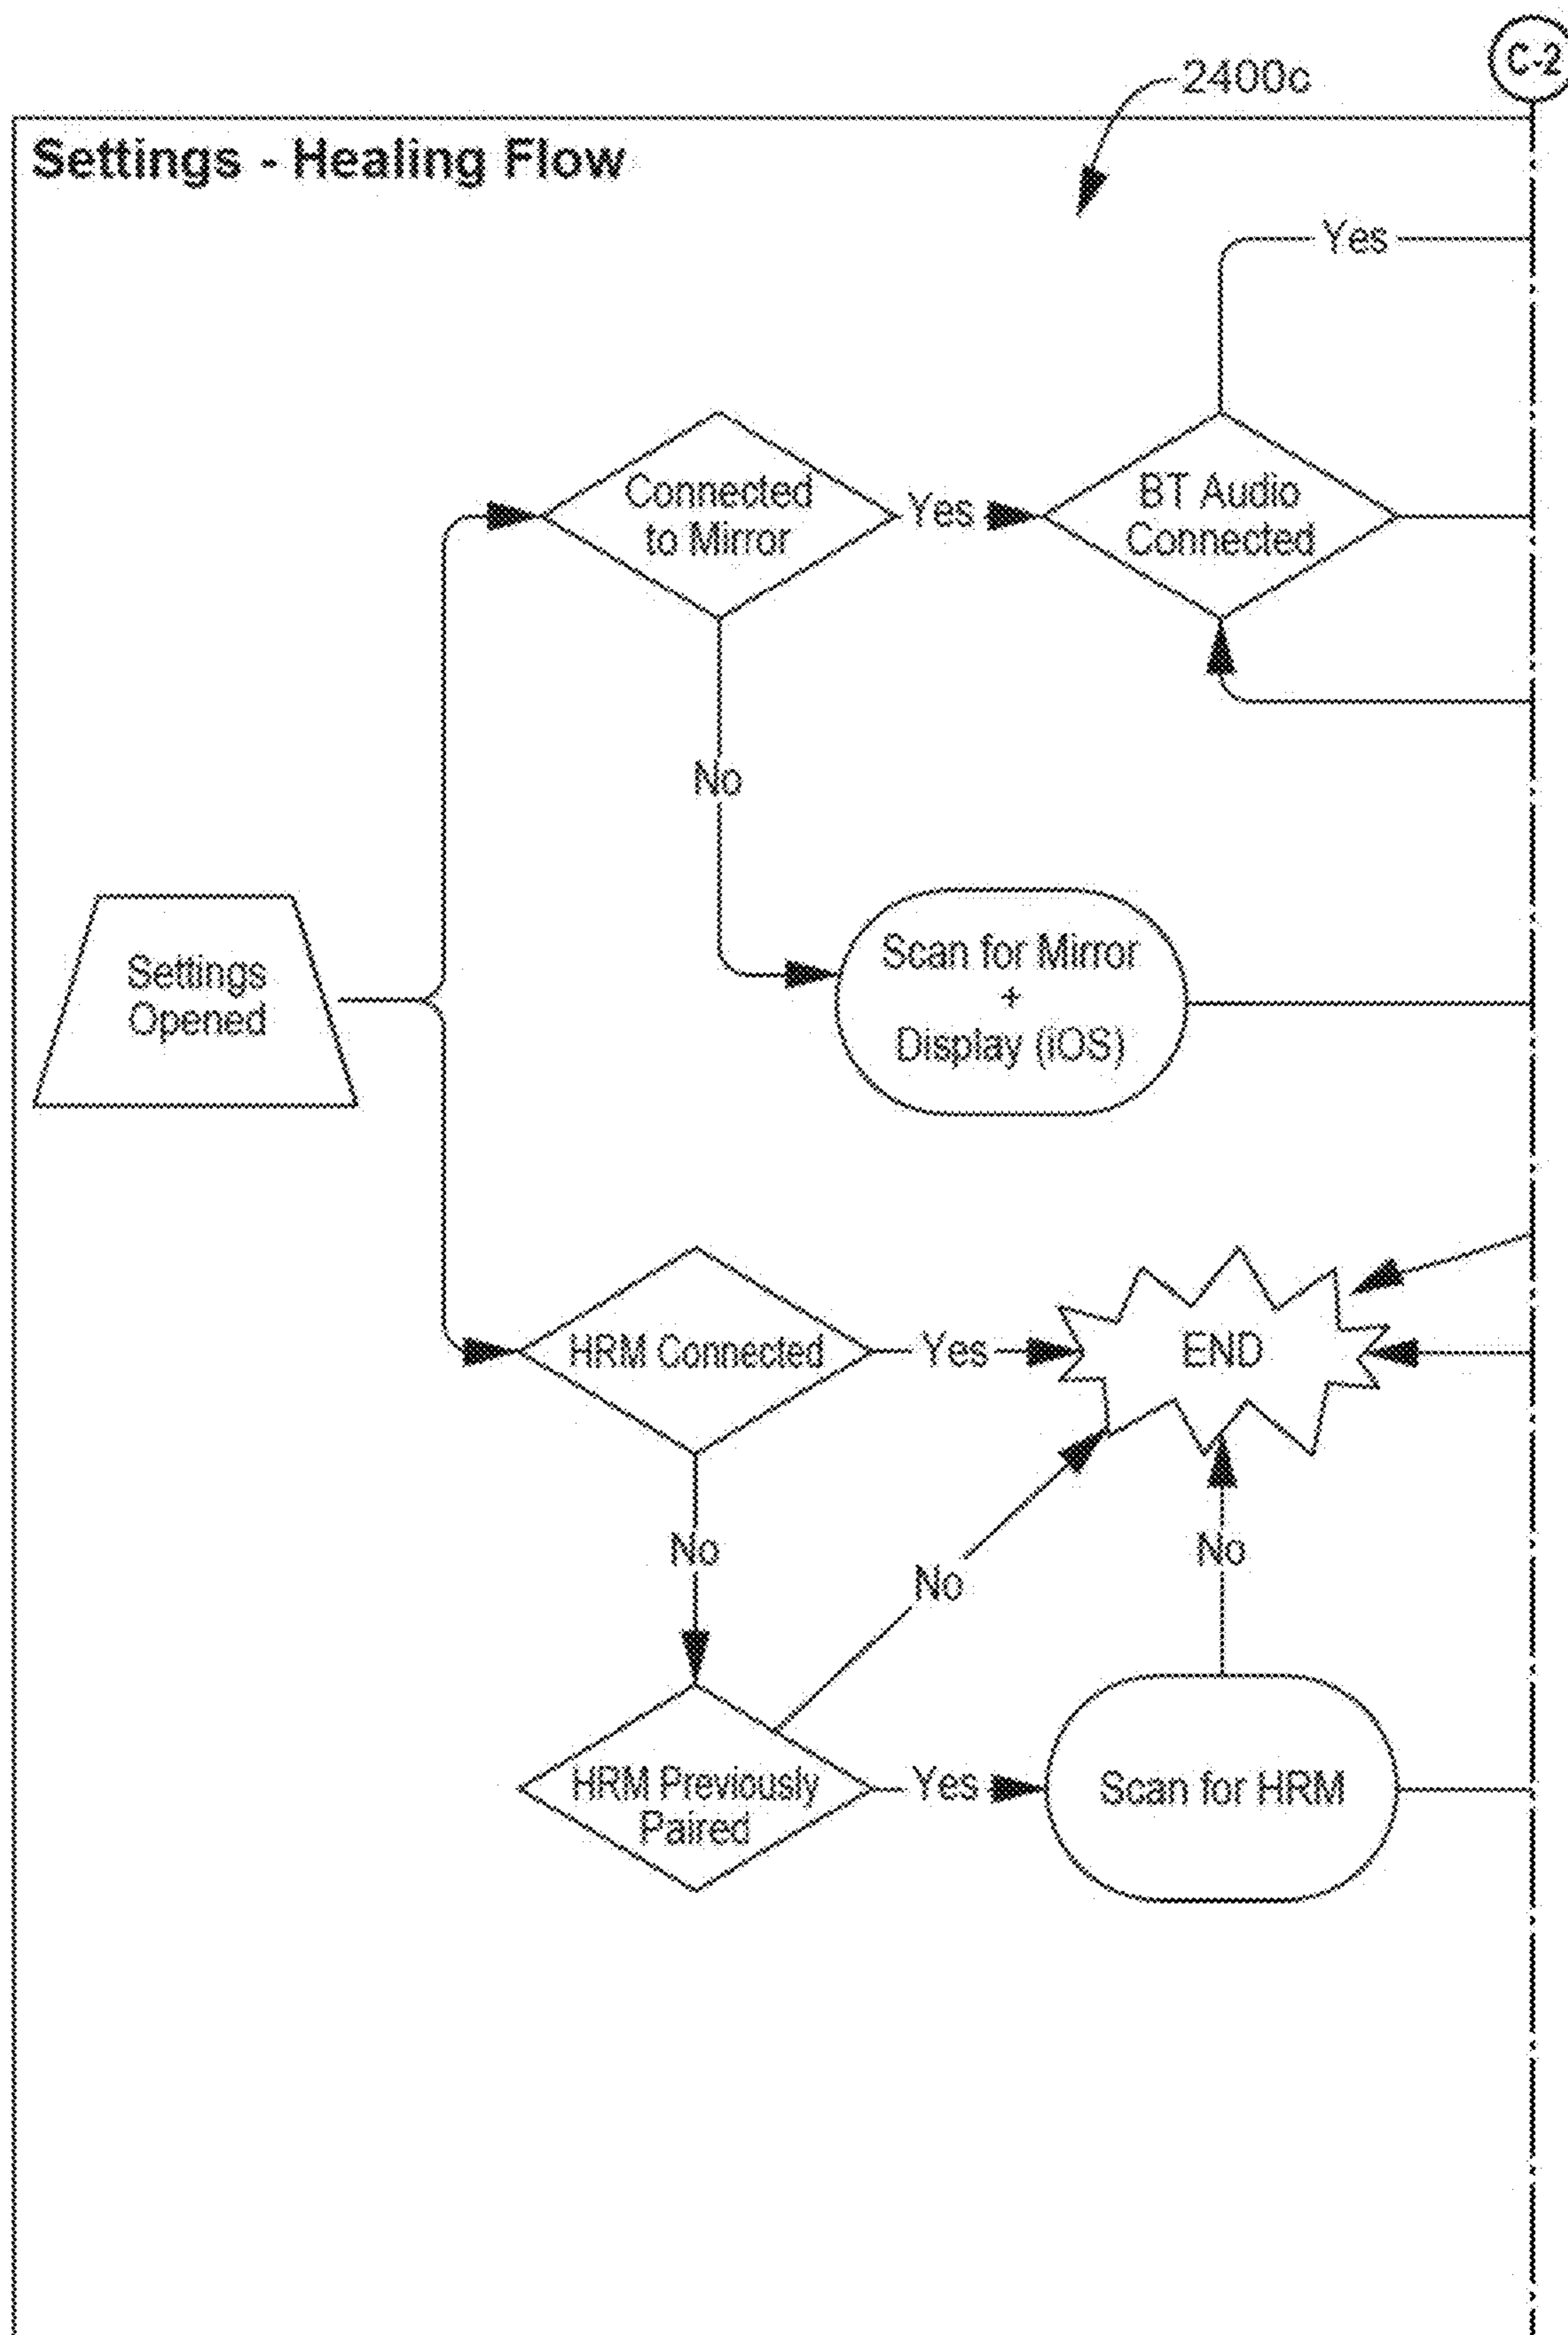 C-2
2400c
Settings - Healing Flow
Yes
Connected
to Mirror
Yes
BT Audio
Connected
No
Settings
Opened
Scan for Mirror
+
Display (iOS)
HRM Connected
Yes
END
No
No
No
HRM Previously
Paired
Yes
Scan for HRM